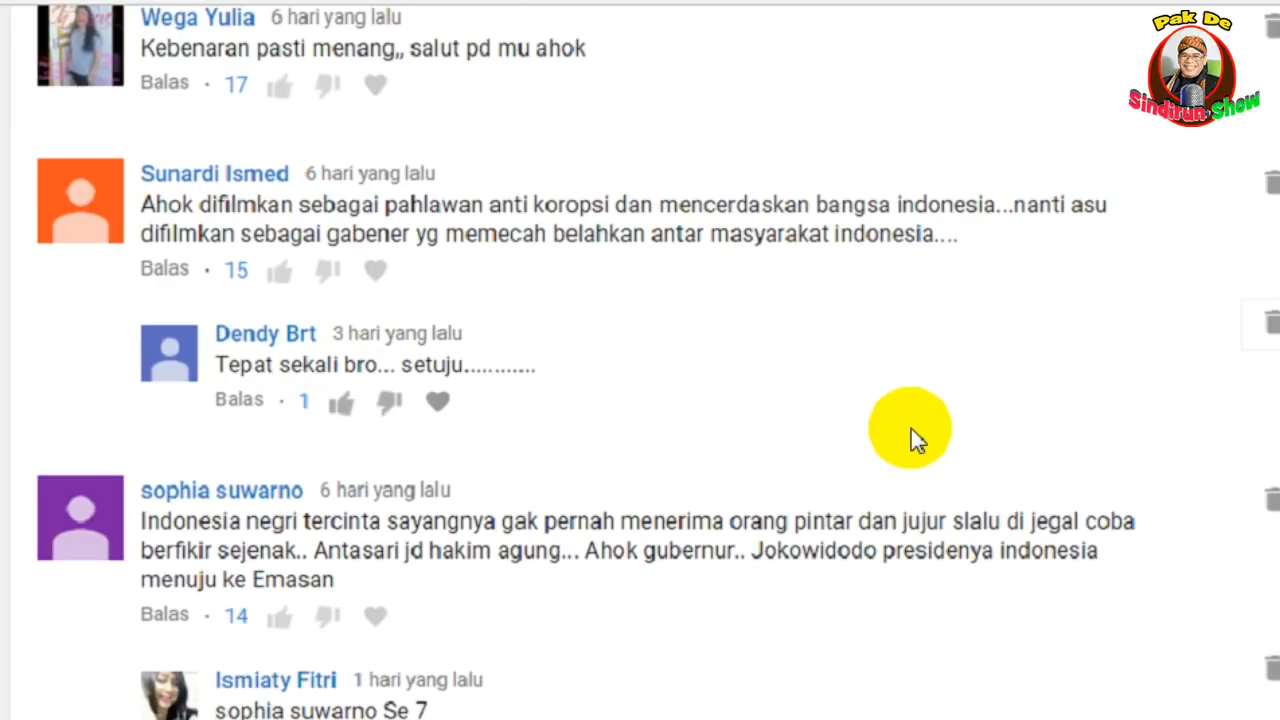 Wega Yulia 6 hari yang lalu
Kebenaran pasti menang,, salut pd mu ahok
Balas · 17
Pak De
Sindirun Show
Sunardi Ismed 6 hari yang lalu
Ahok difilmkan sebagai pahlawan anti koropsi dan mencerdaskan bangsa indonesia...nanti asu
difilmkan sebagai gabener yg memecah belahkan antar masyarakat indonesia....
Balas · 15
Dendy Brt 3 hari yang lalu
Tepat sekali bro... setuju............
Balas · 1
sophia suwarno 6 hari yang lalu
Indonesia negri tercinta sayangnya gak pernah menerima orang pintar dan jujur slalu di jegal coba
berfikir sejenak.. Antasari jd hakim agung... Ahok gubernur.. Jokowidodo presidenya indonesia
menuju ke Emasan
Balas · 14
Ismiaty Fitri 1 hari yang lalu
sophia suwarno Se 7